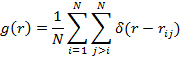 g(r) = \frac{1}{N} \sum_{i=1}^{N} \sum_{j>i}^{N} \delta(r - r_{ij})